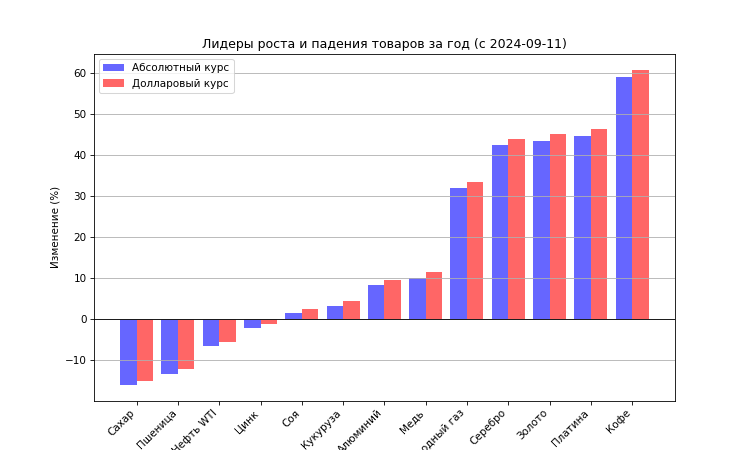 Лидеры роста и падения товаров за год (с 2024-09-11)
Абсолютный курс
Долларовый курс
Изменение (%)
60
50
40
30
20
10
0
−10
Сахар
Пшеница
Нефть WTI
Цинк
Соя
Кукуруза
Алюминий
Медь
газ
Серебро
Золото
Платина
Кофе